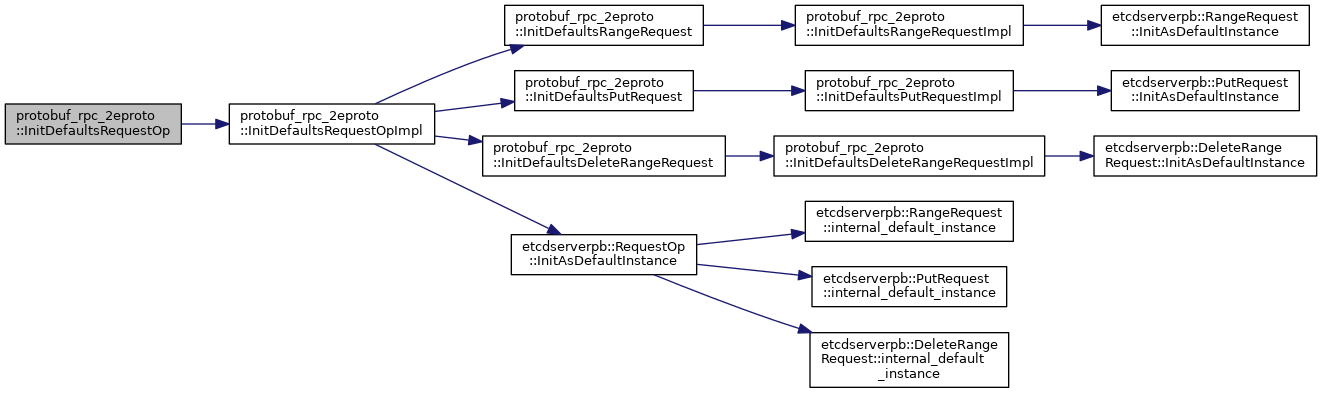 protobuf_rpc_2eproto
::InitDefaultsRequestOp
protobuf_rpc_2eproto
::InitDefaultsRequestOpImpl
protobuf_rpc_2eproto
::InitDefaultsRangeRequest
protobuf_rpc_2eproto
::InitDefaultsRangeRequestImpl
etcdserverpb::RangeRequest
::InitAsDefaultInstance
protobuf_rpc_2eproto
::InitDefaultsPutRequest
protobuf_rpc_2eproto
::InitDefaultsPutRequestImpl
etcdserverpb::PutRequest
::InitAsDefaultInstance
protobuf_rpc_2eproto
::InitDefaultsDeleteRangeRequest
protobuf_rpc_2eproto
::InitDefaultsDeleteRangeRequestImpl
etcdserverpb::DeleteRange
Request::InitAsDefaultInstance
etcdserverpb::RequestOp
::InitAsDefaultInstance
etcdserverpb::RangeRequest
::internal_default_instance
etcdserverpb::PutRequest
::internal_default_instance
etcdserverpb::DeleteRange
Request::internal_default
_instance